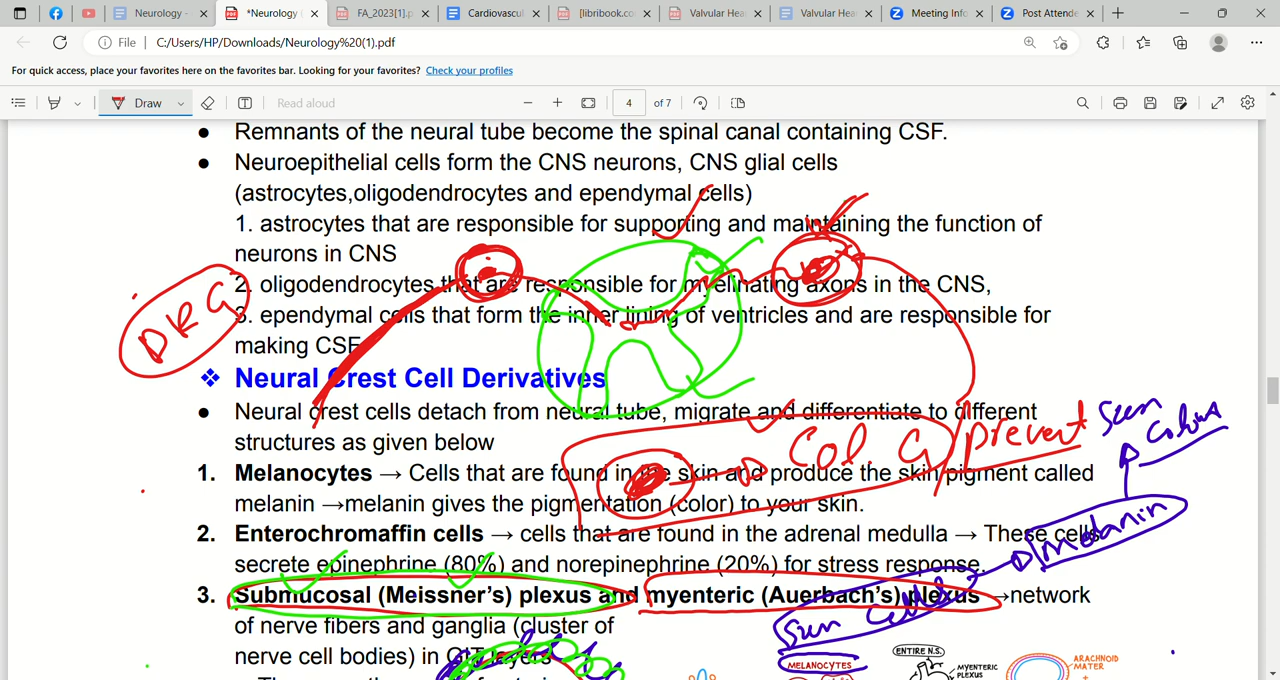 Neurology -
*Neurology (
FA_2023[1].p
Cardiovascul
[libribook.co
Valvular Hea
Valvular Hea
Meeting Info
Post Attende
File
C:/Users/HP/Downloads/Neurology%20(1).pdf
For quick access, place your favorites here on the favorites bar. Looking for your favorites? Check your profiles
Draw
Read aloud
4 of 7
• Remnants of the neural tube become the spinal canal containing CSF.
• Neuroepithelial cells form the CNS neurons, CNS glial cells
(astrocytes,oligodendrocytes and ependymal cells)
1. astrocytes that are responsible for supporting and maintaining the function of
neurons in CNS
2. oligodendrocytes that are responsible for myelinating axons in the CNS,
3. ependymal cells that form the inner lining of ventricles and are responsible for
making CSF
DRG
❖ Neural Crest Cell Derivatives
• Neural crest cells detach from neural tube, migrate and differentiate to different
structures as given below
Col. G
prevent
Colour
1. Melanocytes → Cells that are found in the skin and produce the skin pigment called
melanin →melanin gives the pigmentation (color) to your skin.
melanin
2. Enterochromaffin cells → cells that are found in the adrenal medulla → These cells
secrete epinephrine (80%) and norepinephrine (20%) for stress response.
3. Submucosal (Meissner's) plexus and myenteric (Auerbach's) plexus →network
of nerve fibers and ganglia (cluster of
nerve cell bodies) in GIT layers
MELANOCYTES
ENTIRE N.S.
MYENTERIC
PLEXUS
ARACHNOID
MATER
+